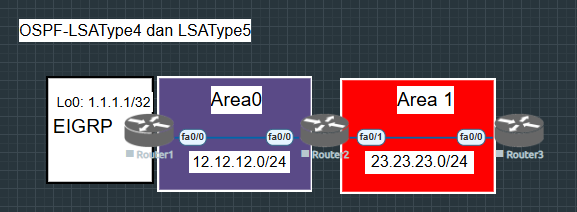 OSPF-LSAType4 dan LSAType5
Lo0: 1.1.1.1/32
EIGRP
Area0
Area 1
fa0/0
fa0/0
fa0/1
fa0/0
Router1
Router2
Router3
12.12.12.0/24
23.23.23.0/24